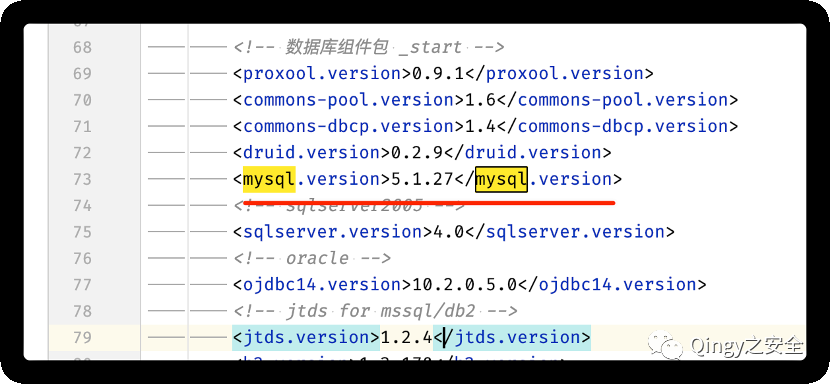 68 <!-- 数据库组件包 _start -->
69 <proxool.version>0.9.1</proxool.version>
70 <commons-pool.version>1.6</commons-pool.version>
71 <commons-dbcp.version>1.4</commons-dbcp.version>
72 <druid.version>0.2.9</druid.version>
73 <mysql.version>5.1.27</mysql.version>
74 <!-- sqlserver2005 -->
75 <sqlserver.version>4.0</sqlserver.version>
76 <!-- oracle -->
77 <ojdbc14.version>10.2.0.5.0</ojdbc14.version>
78 <!-- jtds for mssql/db2 -->
79 <jtds.version>1.2.4</jtds.version>
Qingy之安全